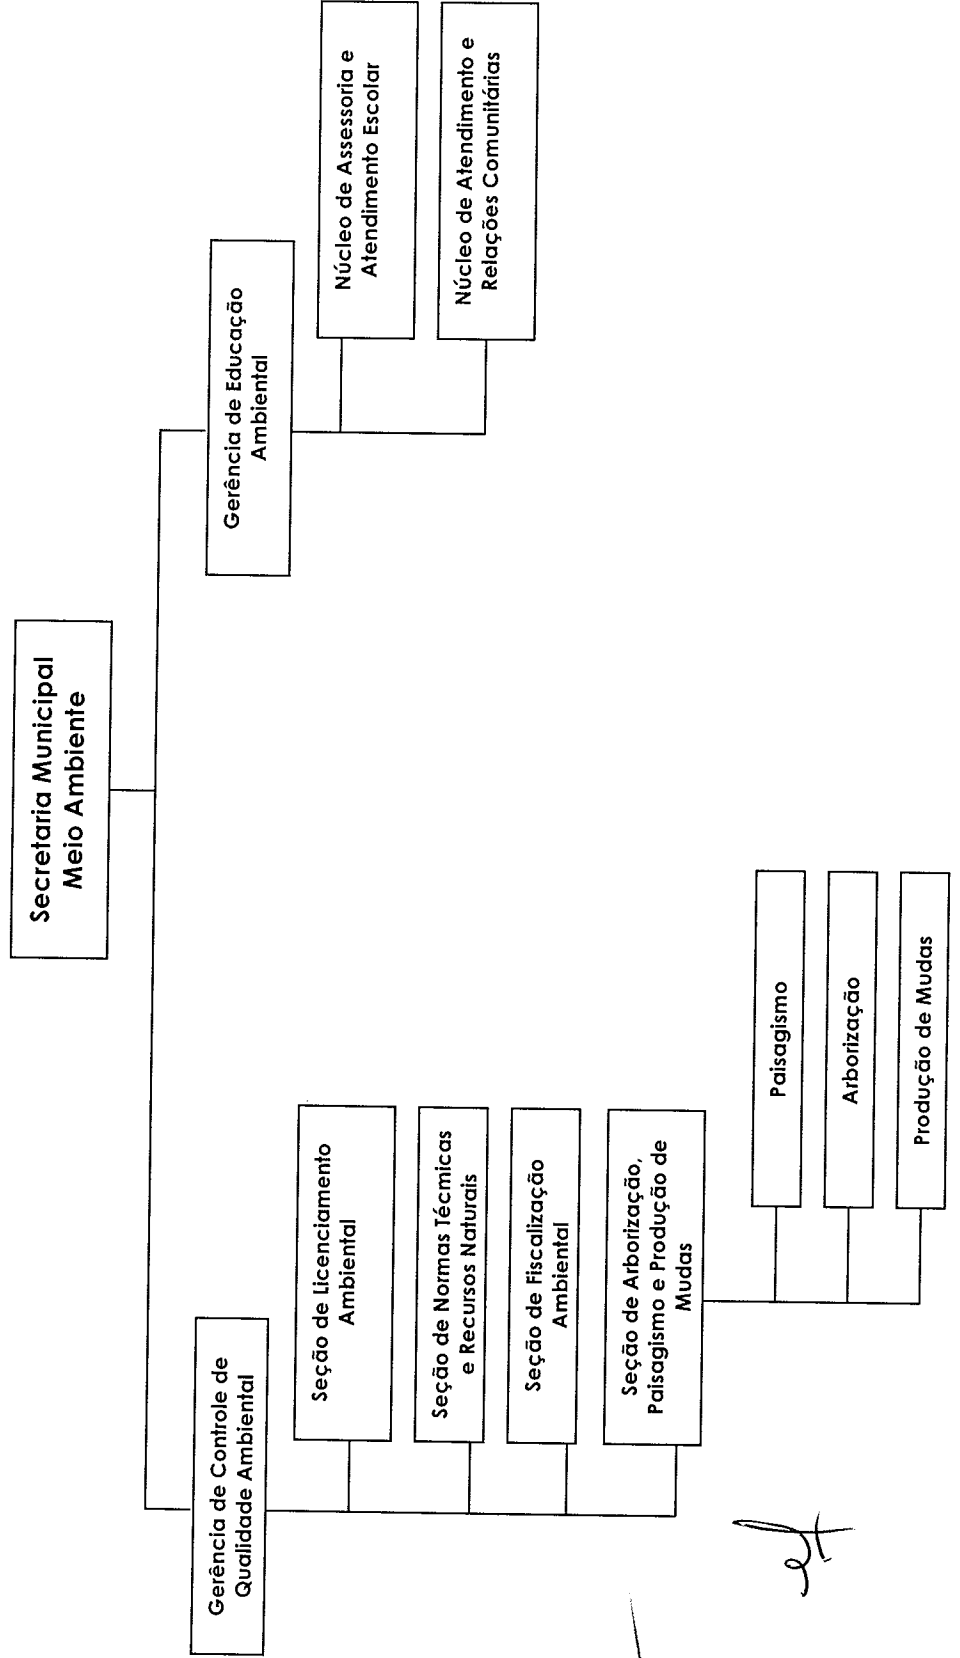 Secretaria Municipal
Meio Ambiente
Gerência de Controle de
Qualidade Ambiental
Seção de Licenciamento
Ambiental
Seção de Normas Técmicas
e Recursos Naturais
Seção de Fiscalização
Ambiental
Seção de Arborização,
Paisagismo e Produção de
Mudas
Paisagismo
Arborização
Produção de Mudas
Gerência de Educação
Ambiental
Núcleo de Assessoria e
Atendimento Escolar
Núcleo de Atendimento e
Relações Comunitárias